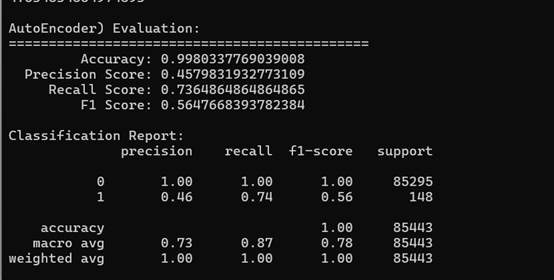 AutoEncoder) Evaluation:
=============================================
Accuracy: 0.9980337769039008
Precision Score: 0.4579831932773109
Recall Score: 0.7364864864864865
F1 Score: 0.5647668393782384
Classification Report:
precision recall f1-score support
0 1.00 1.00 1.00 85295
1 0.46 0.74 0.56 148
accuracy 1.00 85443
macro avg 0.73 0.87 0.78 85443
weighted avg 1.00 1.00 1.00 85443